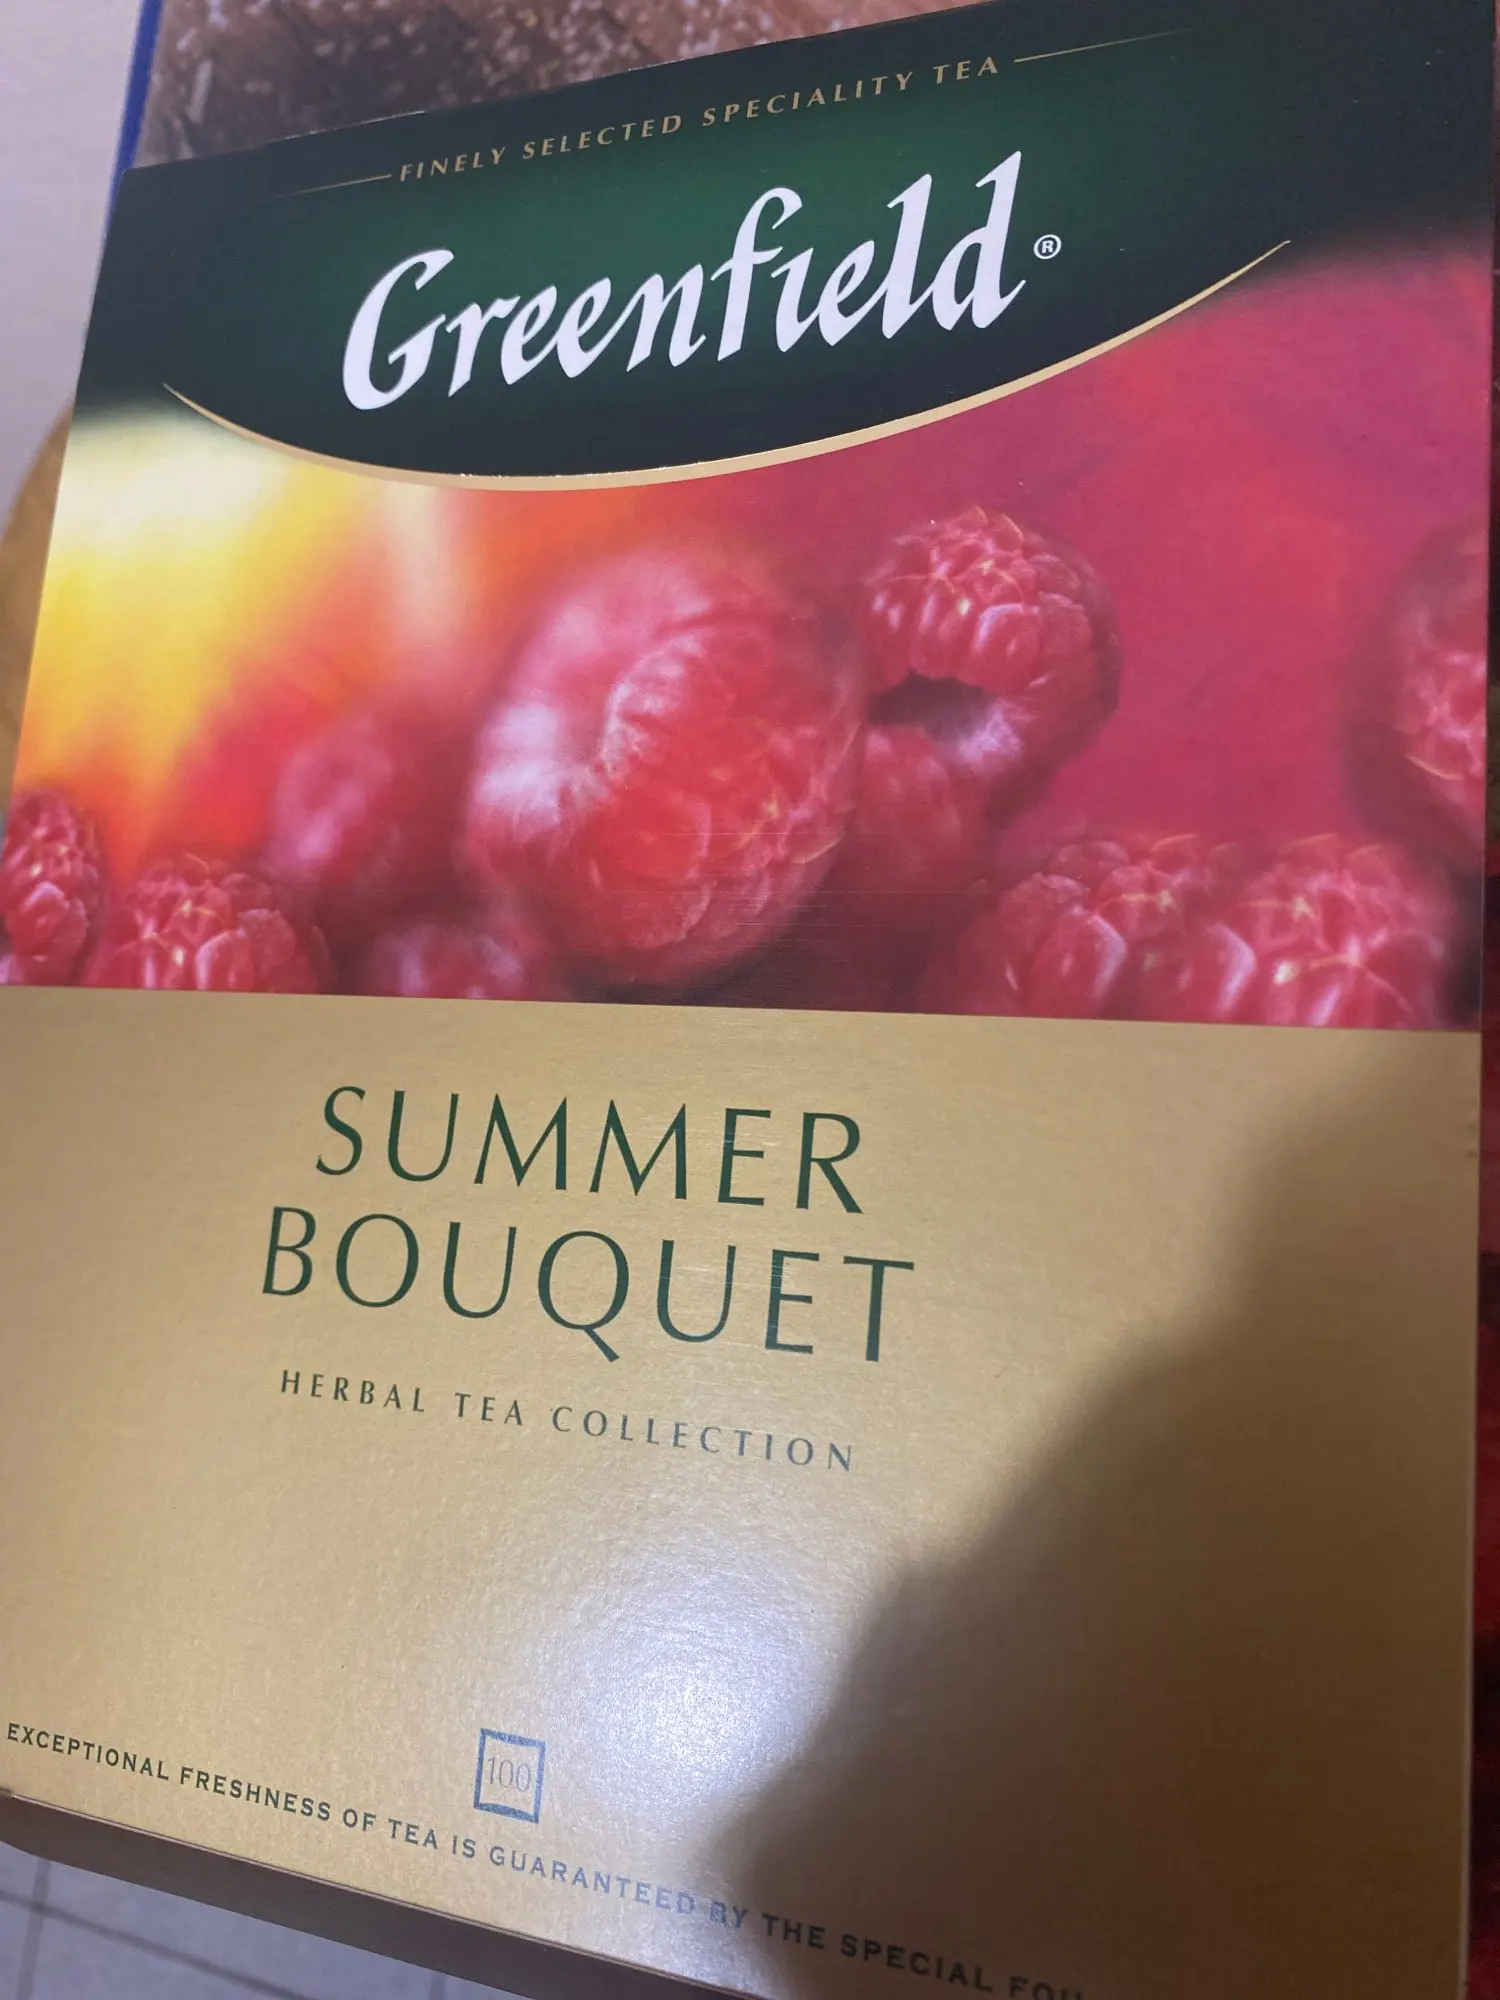 FINELY SELECTED SPECIALITY TEA
Greenfield®
SUMMER
BOUQUET
HERBAL TEA COLLECTION
100
EXCEPTIONAL FRESHNESS OF TEA IS GUARANTEED BY THE SPECIAL